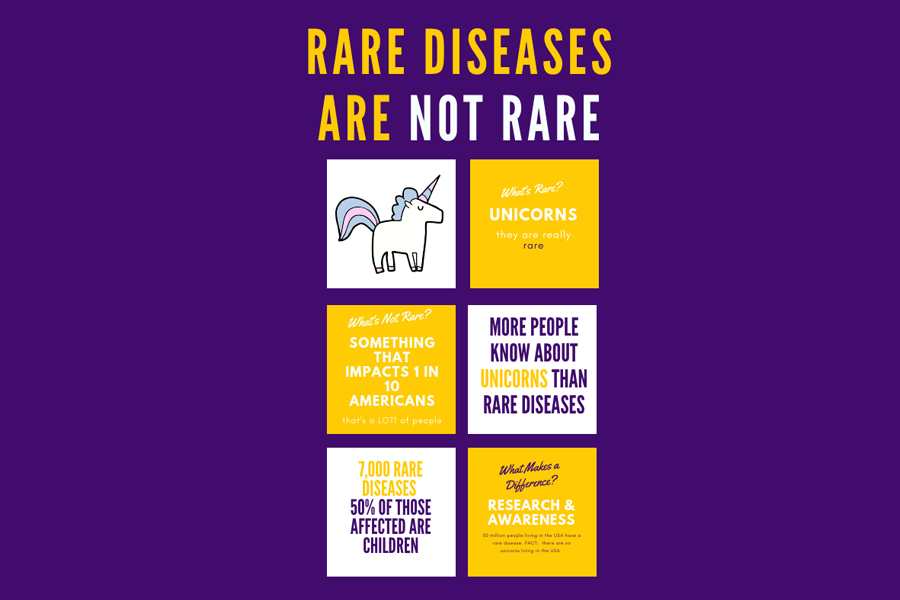 RARE DISEASES
ARE NOT RARE
What's Rare?
UNICORNS
they are really
rare
What's Not Rare?
SOMETHING
THAT
IMPACTS 1 IN
10
AMERICANS
that's a LOT! of people
MORE PEOPLE
KNOW ABOUT
UNICORNS THAN
RARE DISEASES
7,000 RARE
DISEASES
50% OF THOSE
AFFECTED ARE
CHILDREN
What Makes a
Difference?
RESEARCH &
AWARENESS
30 million people living in the USA have a
rare disease. FACT: there are no
unicorns living in the USA